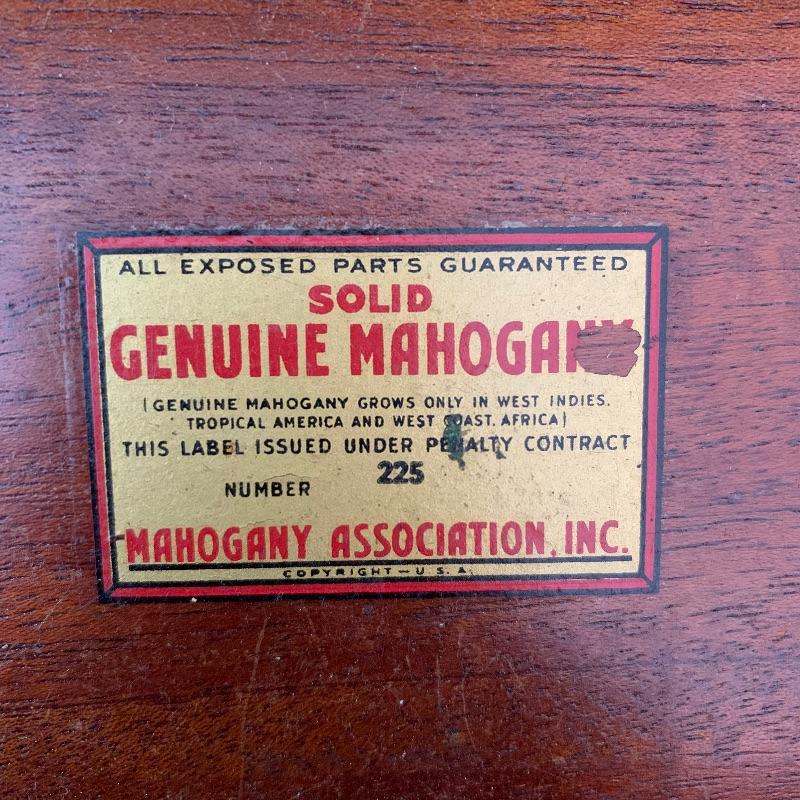 ALL EXPOSED PARTS GUARANTEED
SOLID
GENUINE MAHOGANY
(GENUINE MAHOGANY GROWS ONLY IN WEST INDIES,
TROPICAL AMERICA AND WEST COAST, AFRICA)
THIS LABEL ISSUED UNDER PENALTY CONTRACT
225
NUMBER
MAHOGANY ASSOCIATION, INC.
COPYRIGHT — U. S. A.